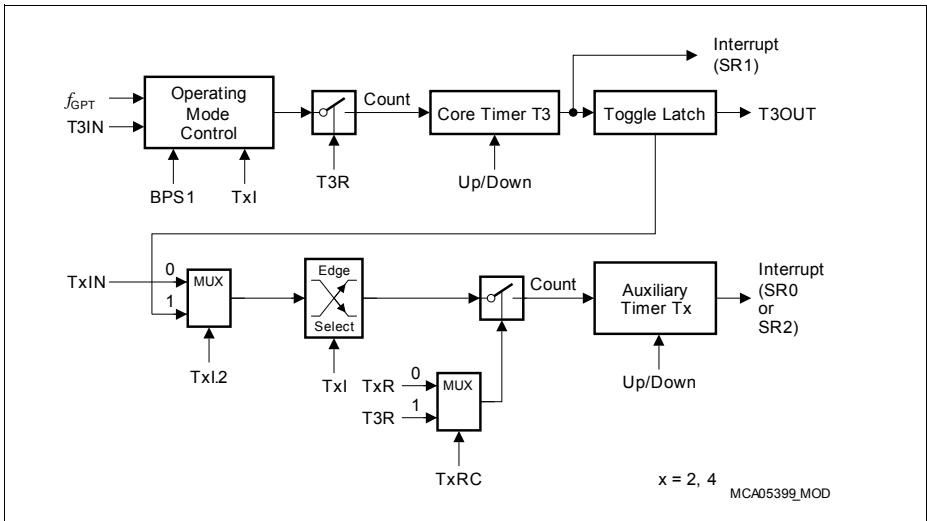 Interrupt
(SR1)
fGPT
T3IN
Operating
Mode
Control
Count
Core Timer T3
Toggle Latch
T3OUT
BPS1
TxI
T3R
Up/Down
TxIN
0
1
MUX
Edge
Select
Count
Auxiliary
Timer Tx
Interrupt
(SR0
or
SR2)
TxI.2
TxI
TxR
0
T3R
1
MUX
Up/Down
TxRC
x = 2, 4
MCA05399_MOD